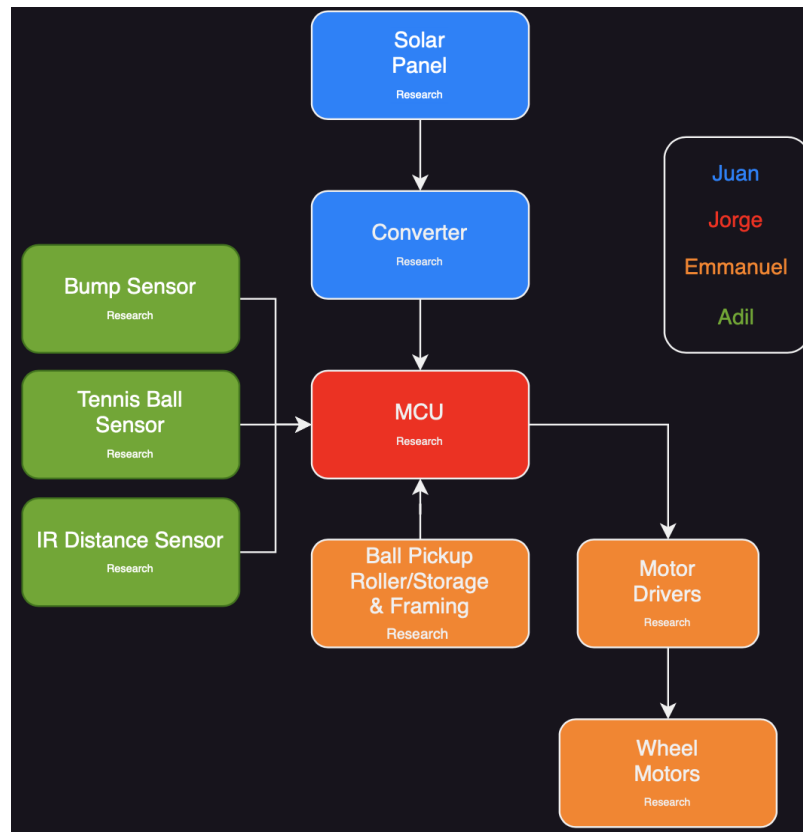 Solar
Panel
Research
Juan
Jorge
Emmanuel
Adil
Converter
Research
Bump Sensor
Research
Tennis Ball
Sensor
Research
IR Distance Sensor
Research
MCU
Research
Ball Pickup
Roller/Storage
& Framing
Research
Motor
Drivers
Research
Wheel
Motors
Research